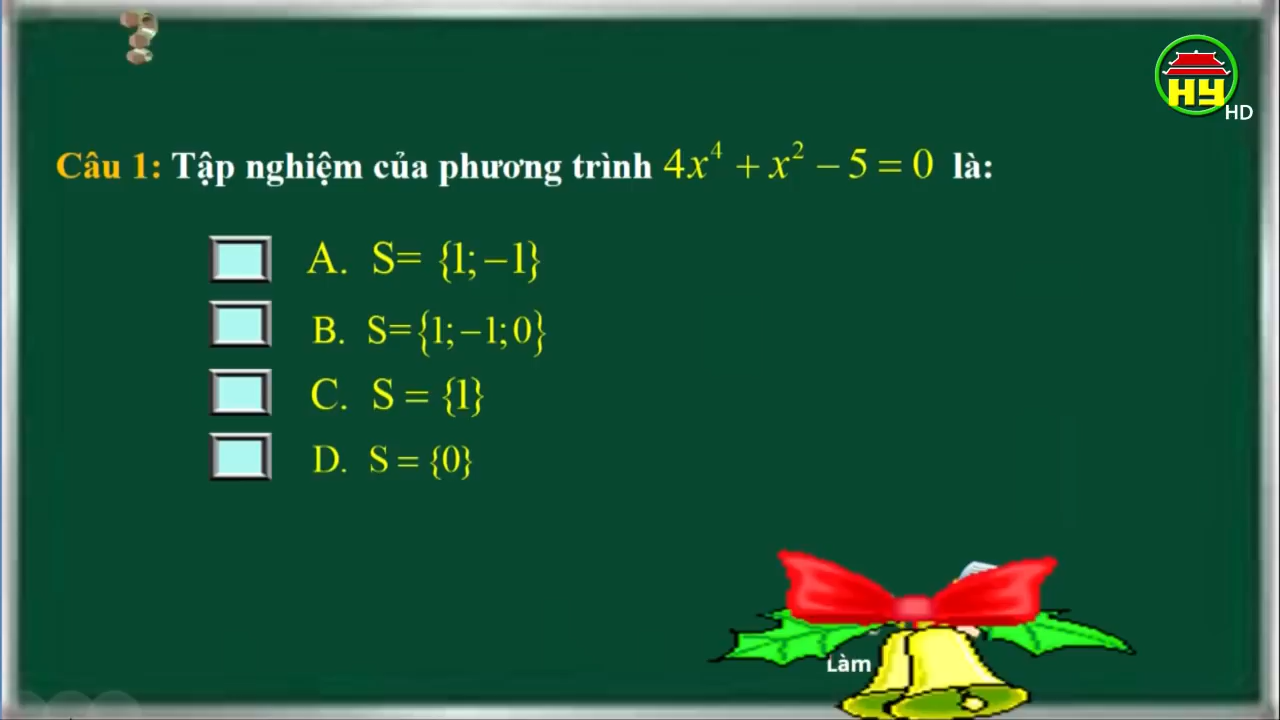 HY
HD
Câu 1: Tập nghiệm của phương trình 4x⁴ + x² − 5 = 0 là:
A. S= {1; −1}
B. S={1; −1; 0}
C. S = {1}
D. S = {0}
Làm